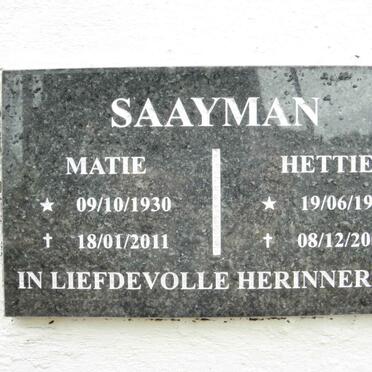 SAAYMAN
MATIE HETTIE
★ 09/10/1930 ★ 19/06/19
✝ 18/01/2011 ✝ 08/12/20
IN LIEFDEVOLLE HERINNER